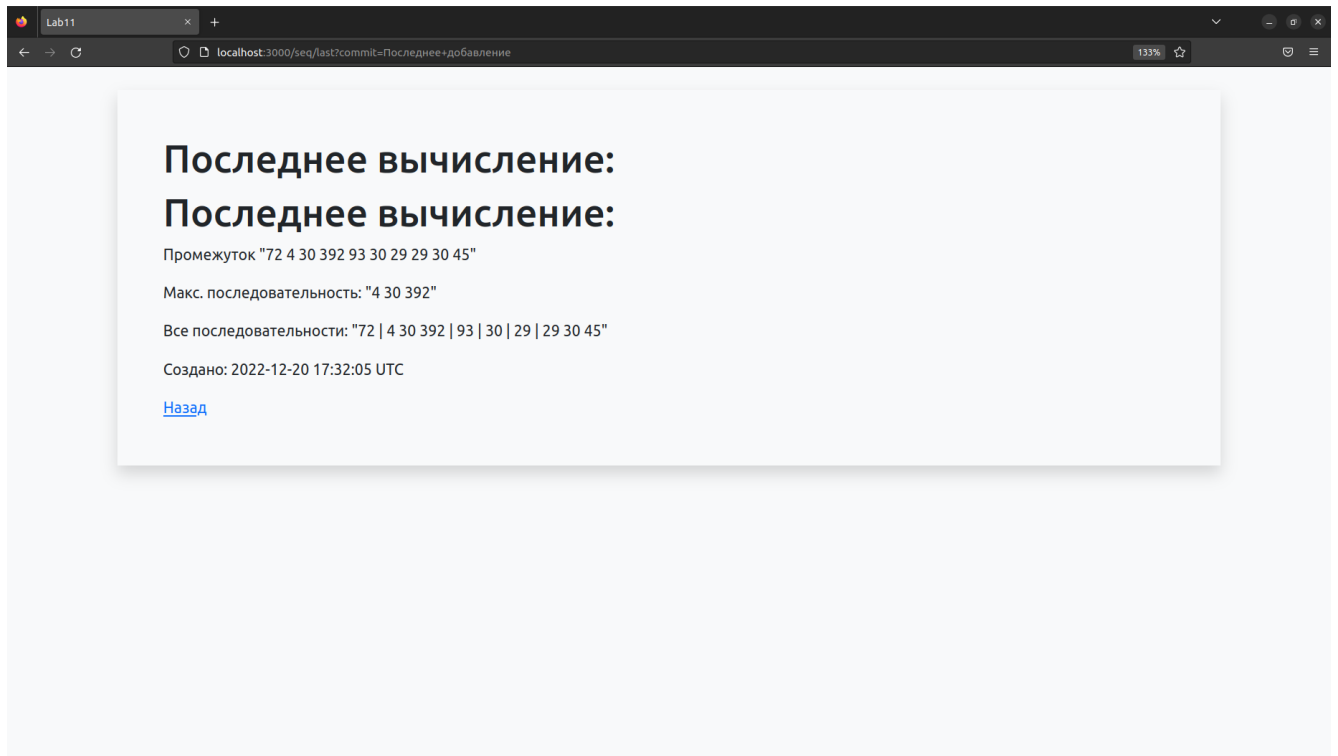 Lab11
localhost:3000/seq/last?commit=Последнее+добавление
133%
Последнее вычисление:
Последнее вычисление:
Промежуток "72 4 30 392 93 30 29 29 30 45"
Макс. последовательность: "4 30 392"
Все последовательности: "72 | 4 30 392 | 93 | 30 | 29 | 29 30 45"
Создано: 2022-12-20 17:32:05 UTC
Назад